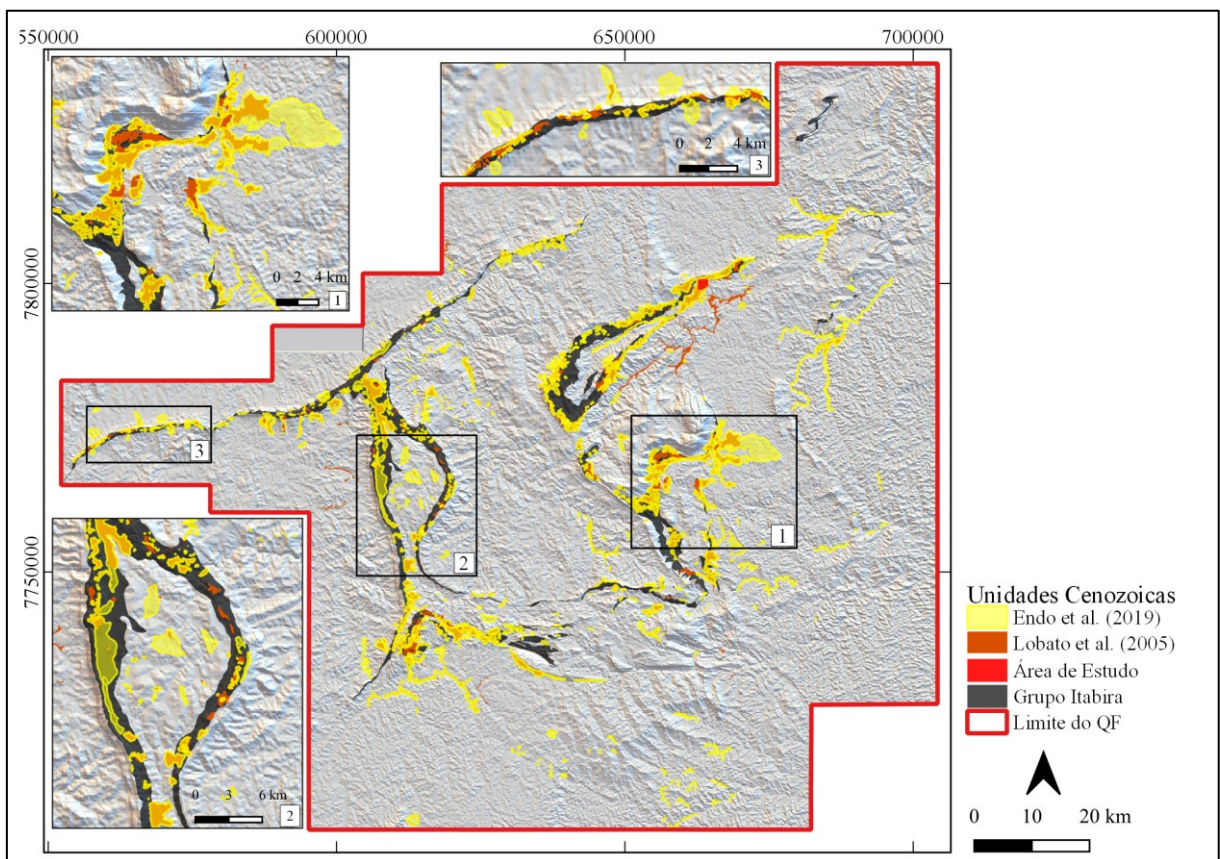 550000 600000 650000 700000
7800000
7750000
0 2 4 km
1
0 2 4 km
3
3
2
1
0 3 6 km
2
Unidades Cenozoicas
Endo et al. (2019)
Lobato et al. (2005)
Área de Estudo
Grupo Itabira
Limite do QF
0 10 20 km